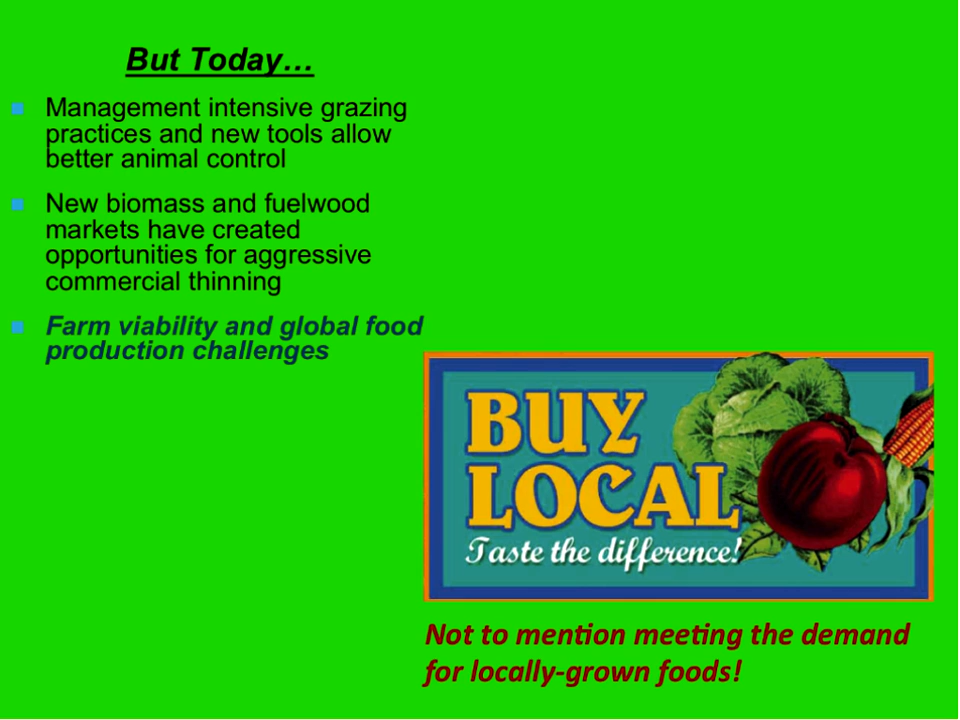 But Today…
Management intensive grazing
practices and new tools allow
better animal control
New biomass and fuelwood
markets have created
opportunities for aggressive
commercial thinning
Farm viability and global food
production challenges
BUY
LOCAL
Taste the difference!
Not to mention meeting the demand
for locally-grown foods!